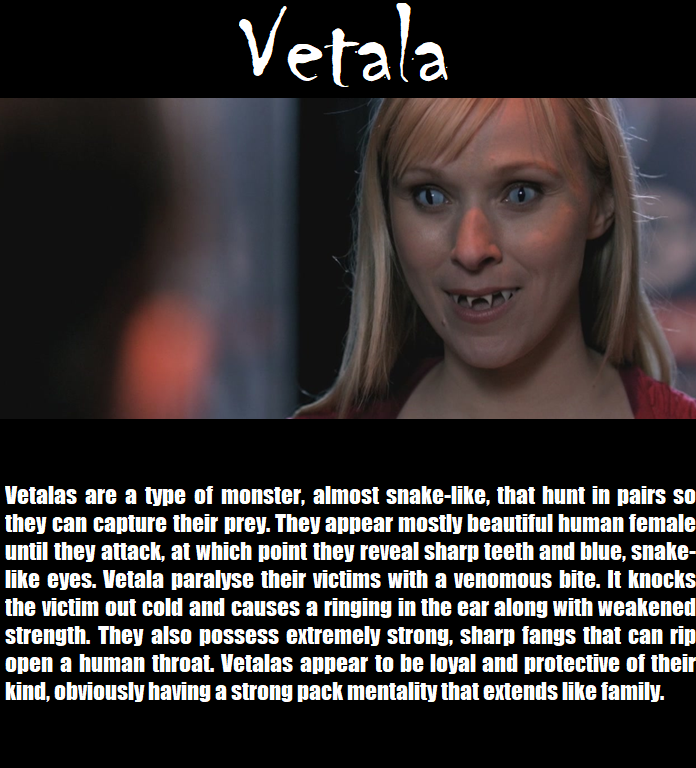 Vetala
Vetalas are a type of monster, almost snake-like, that hunt in pairs so
they can capture their prey. They appear mostly beautiful human female
until they attack, at which point they reveal sharp teeth and blue, snake-
like eyes. Vetala paralyse their victims with a venomous bite. It knocks
the victim out cold and causes a ringing in the ear along with weakened
strength. They also possess extremely strong, sharp fangs that can rip
open a human throat. Vetalas appear to be loyal and protective of their
kind, obviously having a strong pack mentality that extends like family.